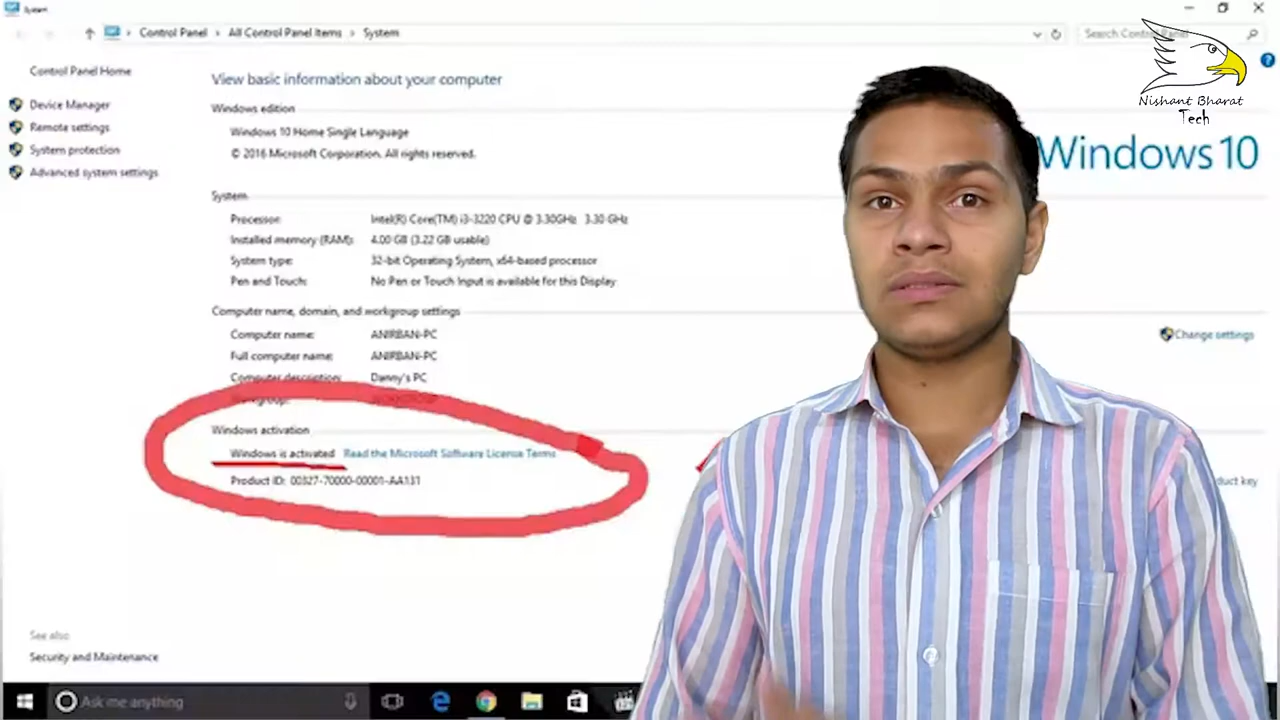 System
Control Panel > All Control Panel Items > System
Search Control Panel
Nishant Bharat
Tech
Control Panel Home
Device Manager
Remote settings
System protection
Advanced system settings
View basic information about your computer
Windows edition
Windows 10 Home Single Language
© 2016 Microsoft Corporation. All rights reserved.
Windows 10
System
Processor: Intel(R) Core(TM) i3-3220 CPU @ 3.30GHz 3.30 GHz
Installed memory (RAM): 4.00 GB (3.22 GB usable)
System type: 32-bit Operating System, x64-based processor
Pen and Touch: No Pen or Touch Input is available for this Display
Computer name, domain, and workgroup settings
Computer name: ANIRBAN-PC
Change settings
Full computer name: ANIRBAN-PC
Computer description: Danny's PC
Windows activation
Windows is activated Read the Microsoft Software License Terms
Product ID: 00327-70000-00001-AA131
duct key
See also
Security and Maintenance
Ask me anything